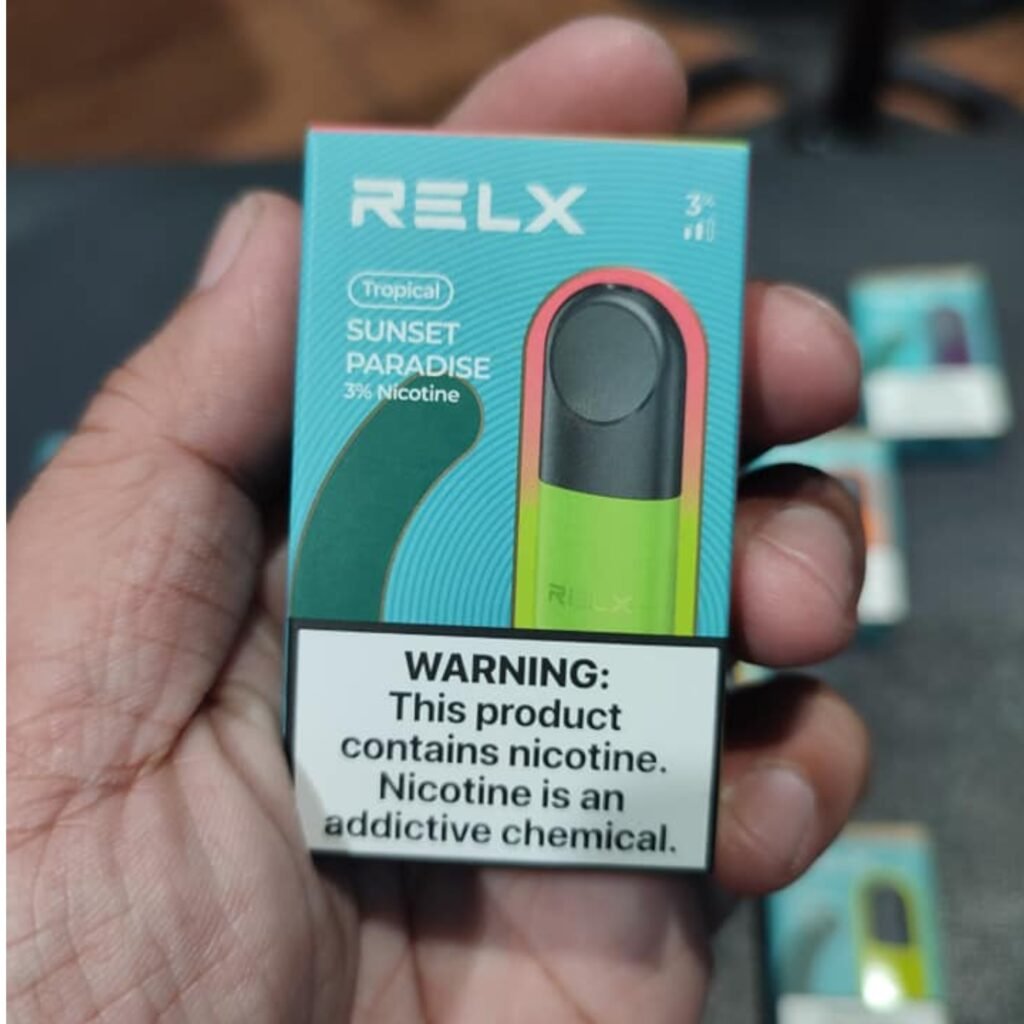 RELX
3%
Tropical
SUNSET
PARADISE
3% Nicotine
RELX
WARNING:
This product
contains nicotine.
Nicotine is an
addictive chemical.